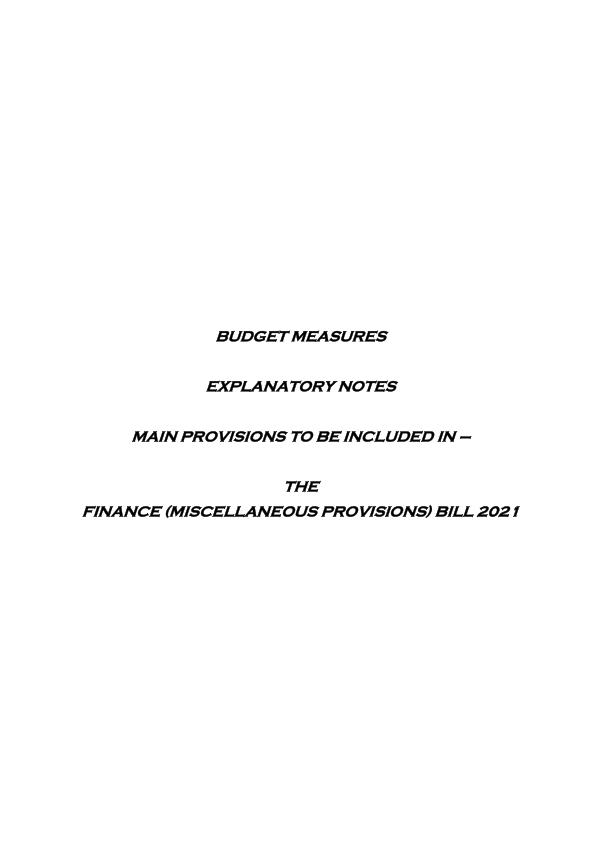 BUDGET MEASURES
EXPLANATORY NOTES
MAIN PROVISIONS TO BE INCLUDED IN –
THE
FINANCE (MISCELLANEOUS PROVISIONS) BILL 2021